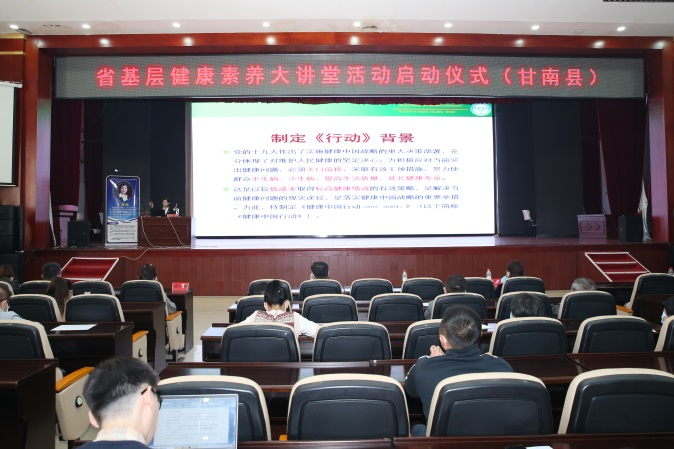 省基层健康素养大讲堂活动启动仪式（甘南县）
制定《行动》背景
党的十九大作出了实施健康中国战略的重大决策部署，充
分体现了对维护人民健康的坚定决心。为积极应对当前突
出健康问题，必须关口前移，采取有效干预措施，努力使
群众不生病、少生病，提高生活质量，延长健康寿命。
这是以较低成本取得较高健康绩效的有效策略，是解决当
前健康问题的现实途径，是落实健康中国战略的重要举措
。为此，特制定《健康中国行动（2019-2030）》（以下简称
《健康中国行动》）。